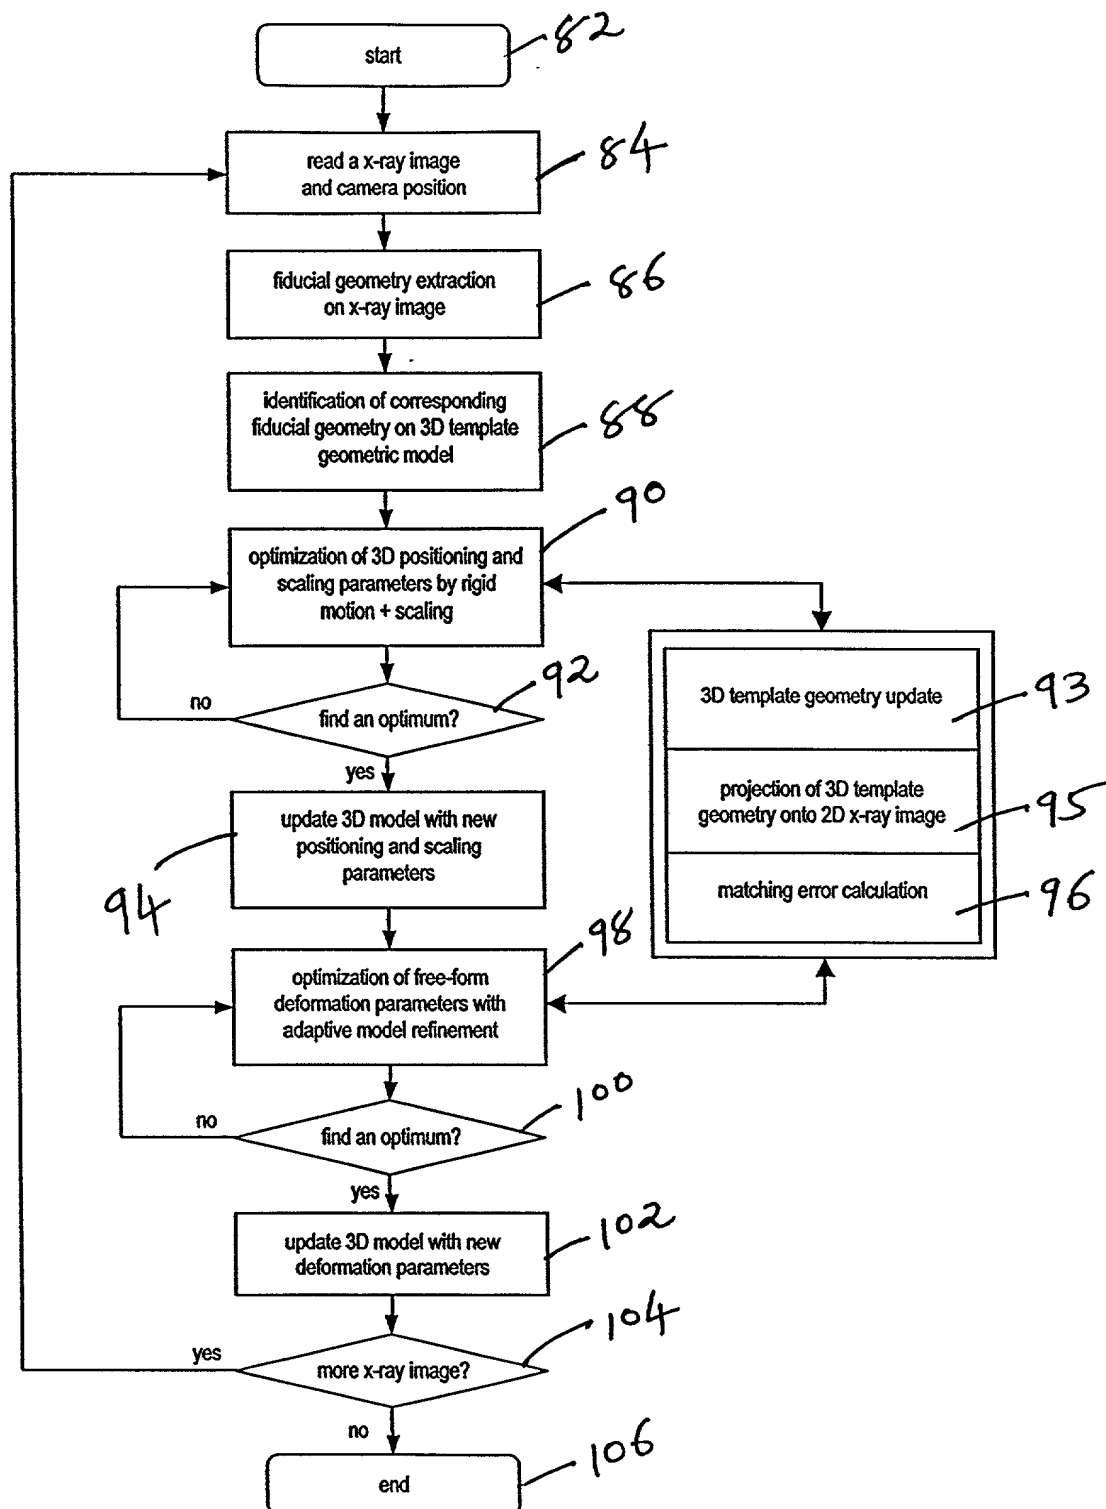 start
82
read a x-ray image
and camera position
84
fiducial geometry extraction
on x-ray image
86
identification of corresponding
fiducial geometry on 3D template
geometric model
88
optimization of 3D positioning and
scaling parameters by rigid
motion + scaling
90
find an optimum?
92
no
yes
3D template geometry update
93
projection of 3D template
geometry onto 2D x-ray image
95
matching error calculation
96
update 3D model with new
positioning and scaling
parameters
94
optimization of free-form
deformation parameters with
adaptive model refinement
98
find an optimum?
100
no
yes
update 3D model with new
deformation parameters
102
more x-ray image?
104
yes
no
end
106